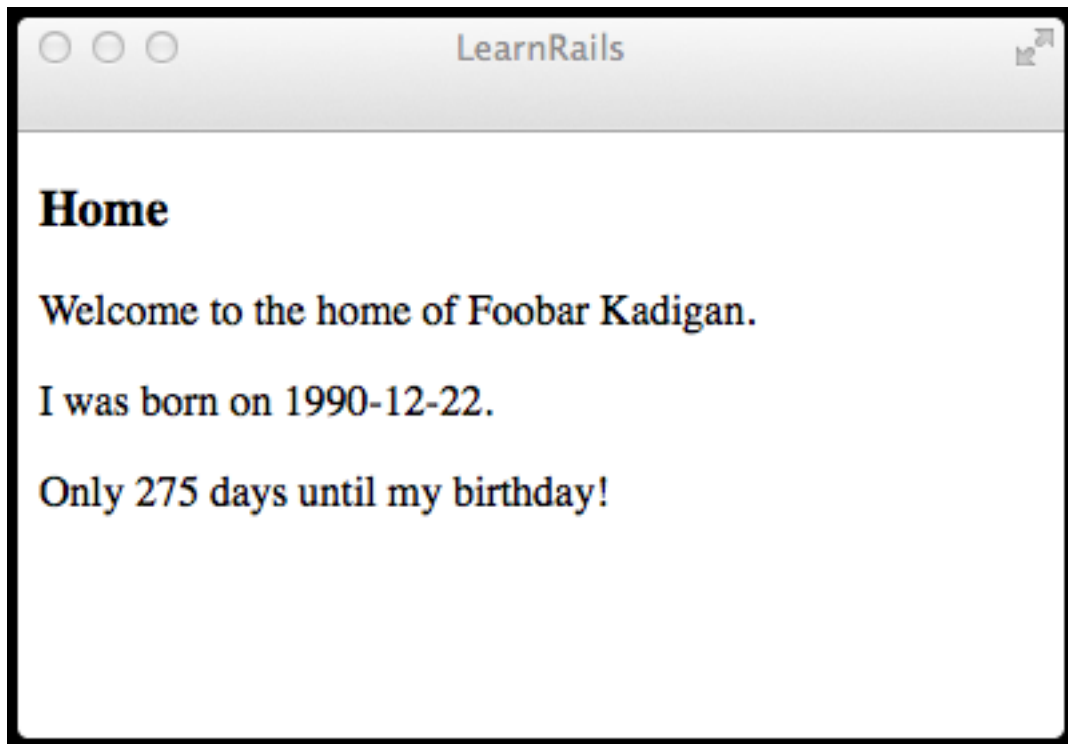 LearnRails
Home
Welcome to the home of Foobar Kadigan.
I was born on 1990-12-22.
Only 275 days until my birthday!